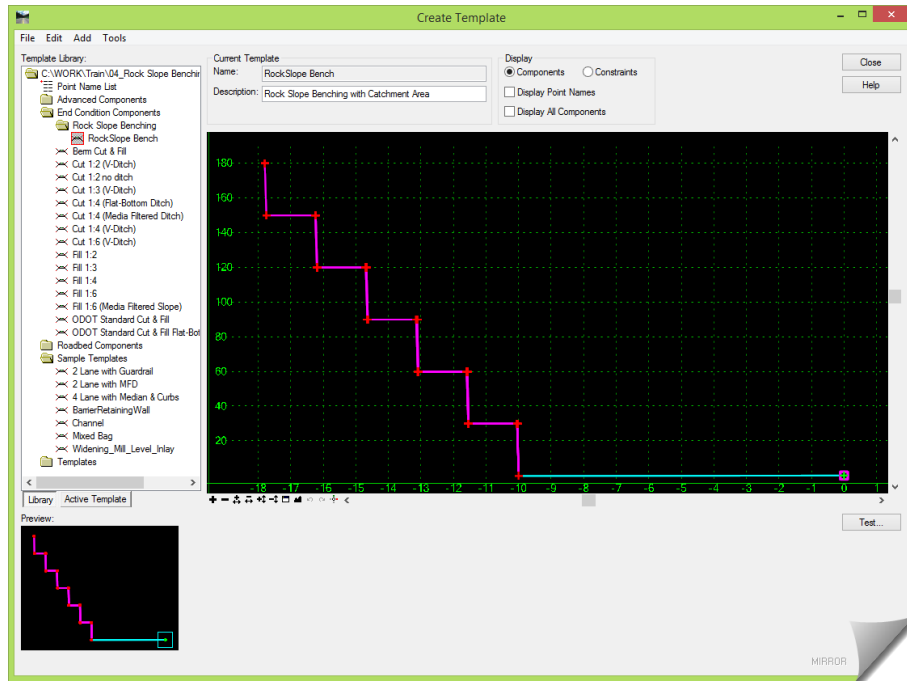 Create Template
File Edit Add Tools
Template Library:
C:\WORK\Train\04_Rock Slope Benchir
Point Name List
Advanced Components
End Condition Components
Rock Slope Benching
RockSlope Bench
Berm Cut & Fill
Cut 1:2 (V-Ditch)
Cut 1:2 no ditch
Cut 1:3 (V-Ditch)
Cut 1:4 (Flat-Bottom Ditch)
Cut 1:4 (Media Filtered Ditch)
Cut 1:4 (V-Ditch)
Cut 1:6 (V-Ditch)
Fill 1:2
Fill 1:3
Fill 1:4
Fill 1:6
Fill 1:6 (Media Filtered Slope)
ODOT Standard Cut & Fill
ODOT Standard Cut & Fill Flat-Bot
Roadbed Components
Sample Templates
2 Lane with Guardrail
2 Lane with MFD
4 Lane with Median & Curbs
BarrierRetainingWall
Channel
Mixed Bag
Widening_Mill_Level_Inlay
Templates
Library Active Template
Current Template
Name: RockSlope Bench
Description: Rock Slope Benching with Catchment Area
Display
Components Constraints
Display Point Names
Display All Components
Close
Help
180
160
140
120
100
80
60
40
20
-18 -17 -16 -15 -14 -13 -12 -11 -10 -9 -8 -7 -6 -5 -4 -3 -2 -1 0 1
Preview:
Test...
MIRROR